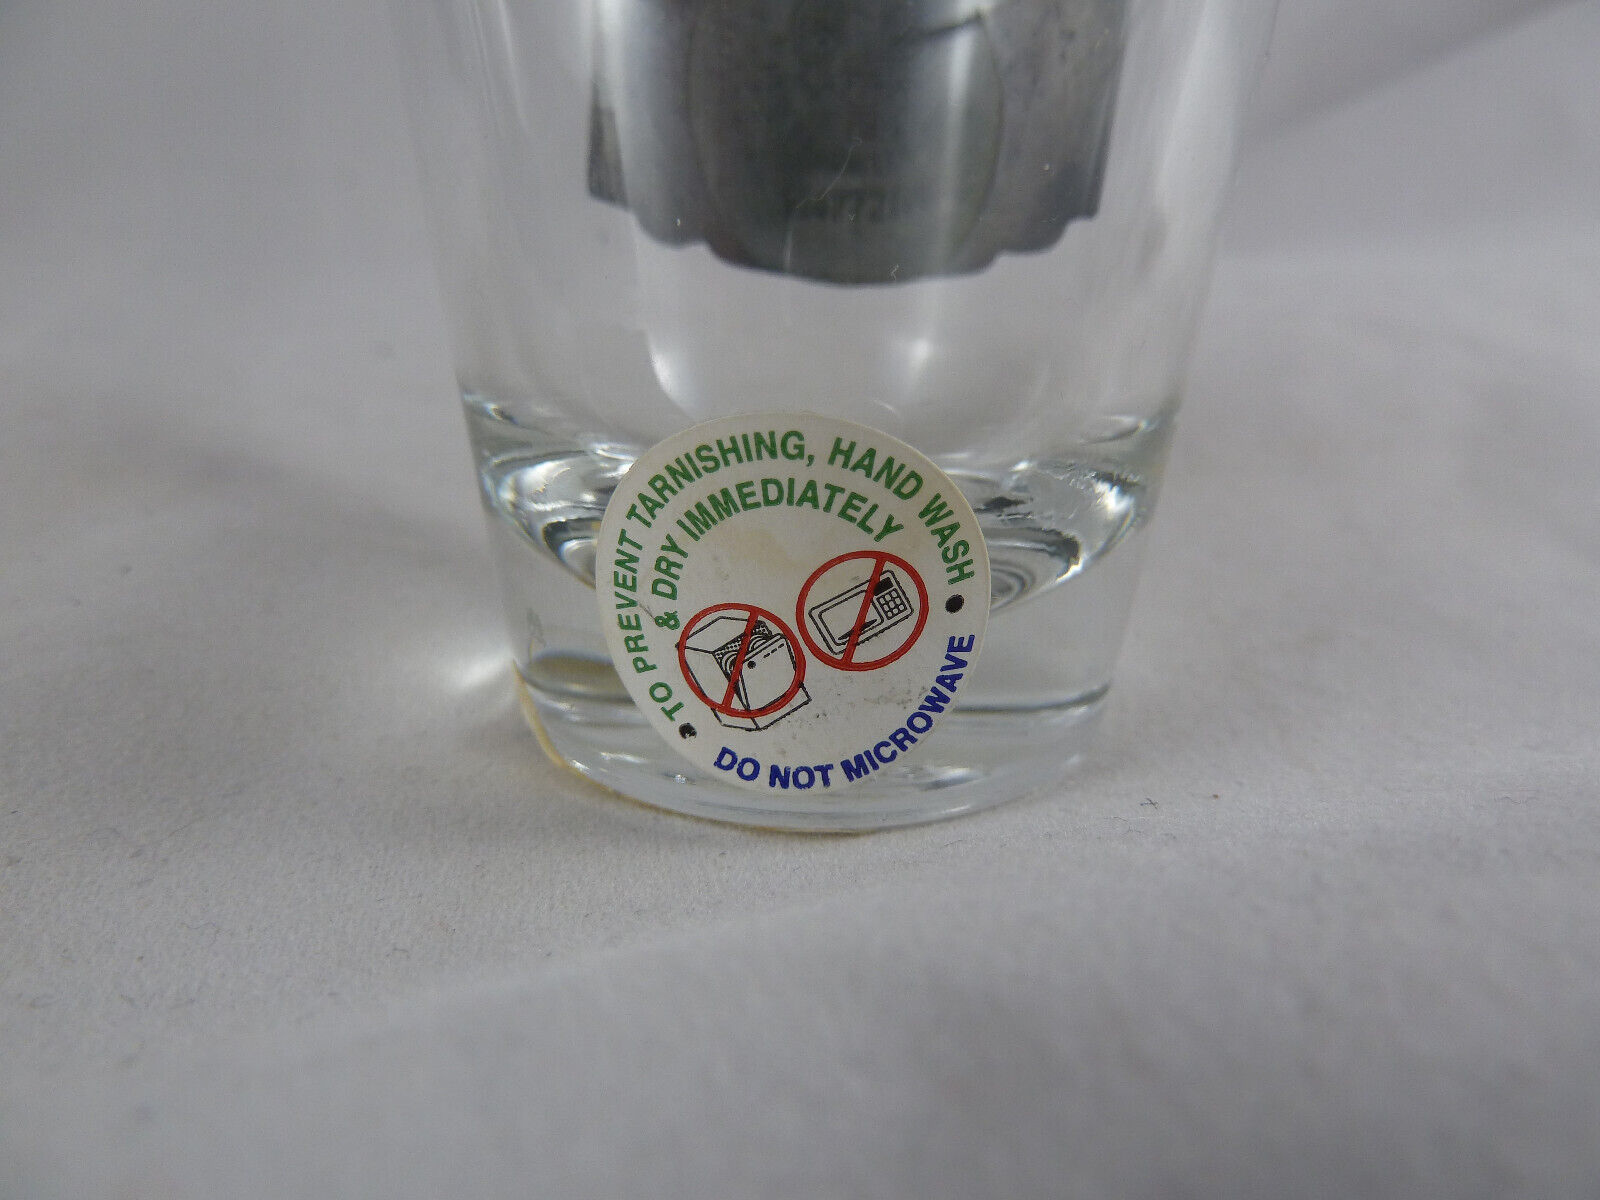 TO PREVENT TARNISHING, HAND WASH
& DRY IMMEDIATELY
DO NOT MICROWAVE